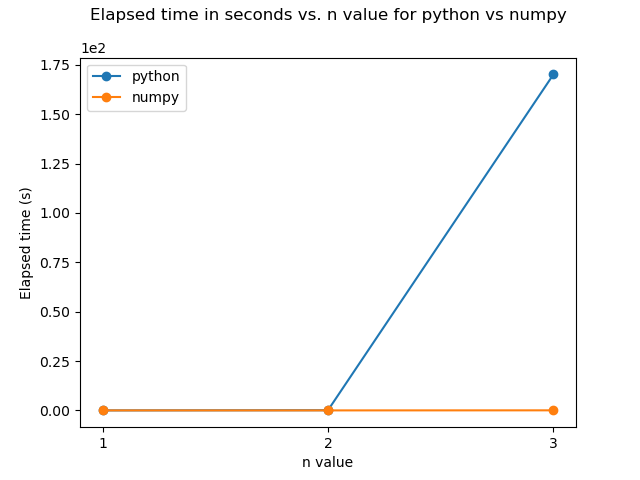 Elapsed time in seconds vs. n value for python vs numpy
1e2
1.75
1.50
1.25
1.00
0.75
0.50
0.25
0.00
Elapsed time (s)
python
numpy
1 2 3
n value